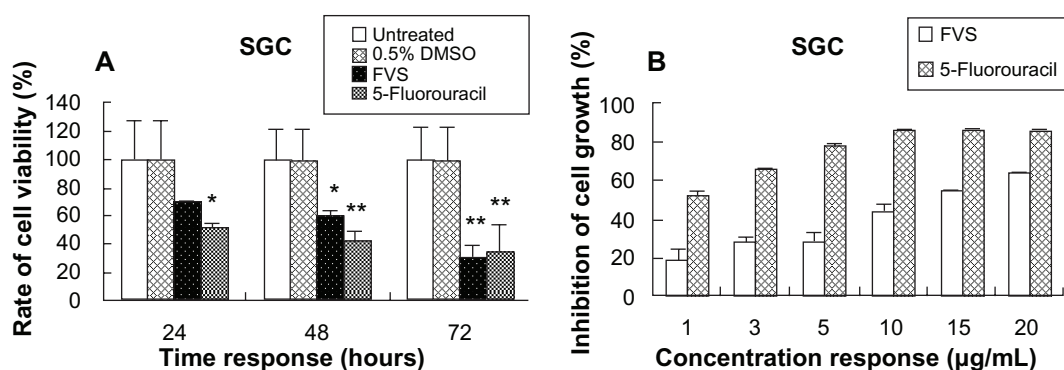 A
SGC
Untreated
0.5% DMSO
FVS
5-Fluorouracil
Rate of cell viability (%)
140
120
100
80
60
40
20
0
*
*
**
**
**
24 48 72
Time response (hours)
B
SGC
FVS
5-Fluorouracil
Inhibition of cell growth (%)
100
80
60
40
20
0
1 3 5 10 15 20
Concentration response (µg/mL)